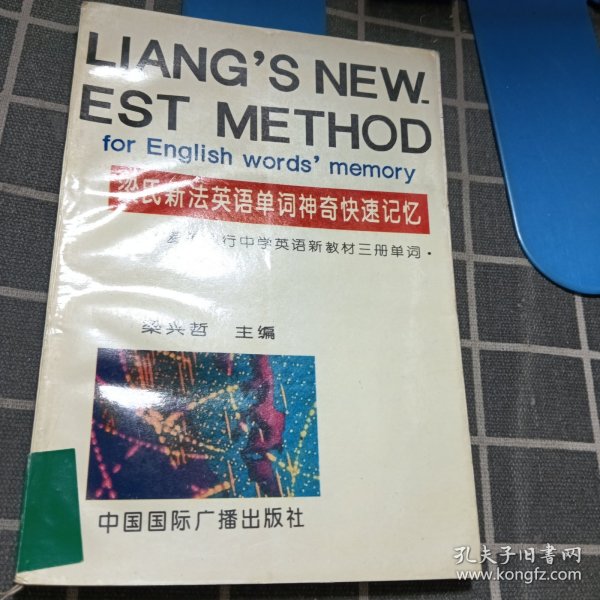 LIANG'S NEW-
EST METHOD
for English words' memory
梁氏新法英语单词神奇快速记忆
行中学英语新教材三册单词·
梁兴哲 主编
中国国际广播出版社
孔夫子旧书网
www.kongfz.com